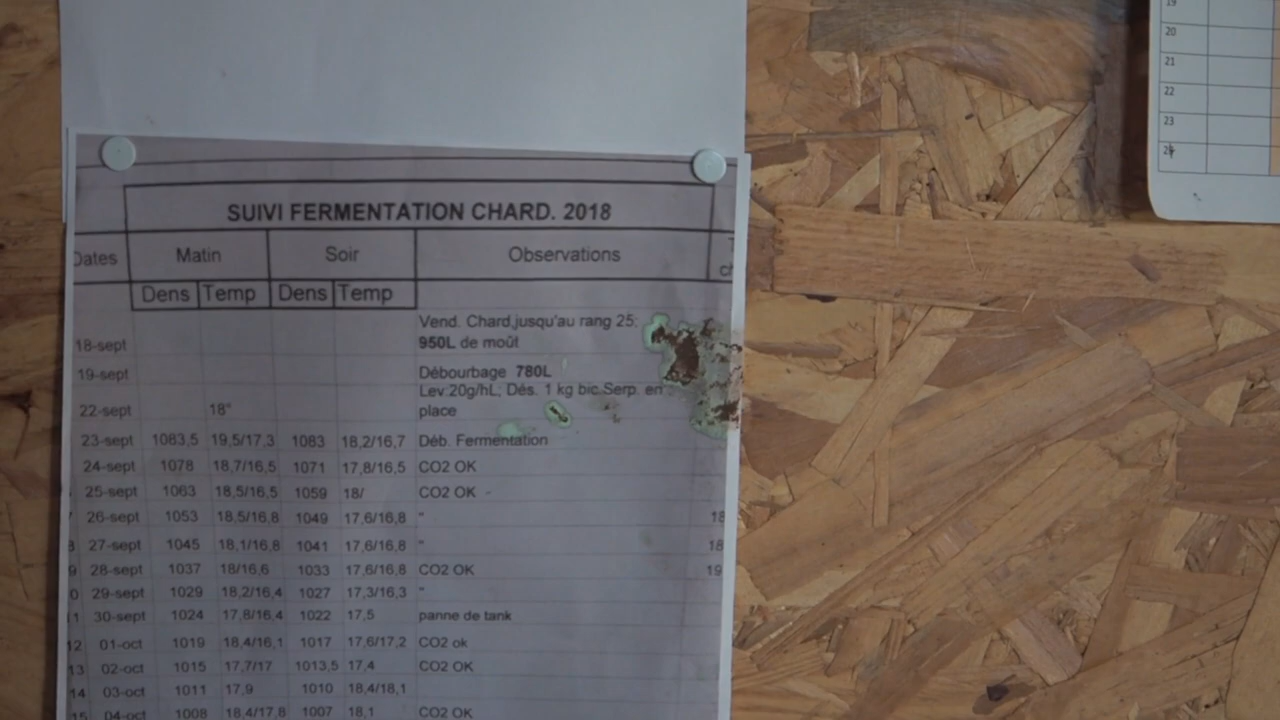 SUIVI FERMENTATION CHARD. 2018
Dates Matin Soir Observations
Dens Temp Dens Temp
Vend. Chard,jusqu'au rang 25:
18-sept 950L de moût
19-sept Débourbage 780L
Lev:20g/hL; Dés. 1 kg bic.Serp. en
22-sept 18° place
23-sept 1083,5 19,5/17,3 1083 18,2/16,7 Déb. Fermentation
24-sept 1078 18,7/16,5 1071 17,8/16,5 CO2 OK
25-sept 1063 18,5/16,5 1059 18/ CO2 OK -
26-sept 1053 18,5/16,8 1049 17,6/16,8 " 18
27-sept 1045 18,1/16,8 1041 17,6/16,8 " 18
28-sept 1037 18/16,6 1033 17,6/16,8 CO2 OK 19
29-sept 1029 18,2/16,4 1027 17,3/16,3 "
30-sept 1024 17,8/16,4 1022 17,5 panne de tank
12 01-oct 1019 18,4/16,1 1017 17,6/17,2 CO2 ok
13 02-oct 1015 17,7/17 1013,5 17,4 CO2 OK
14 03-oct 1011 17,9 1010 18,4/18,1
15 04-oct 1008 18,4/17,8 1007 18,1 CO2 OK
19
20
21
22
23
24